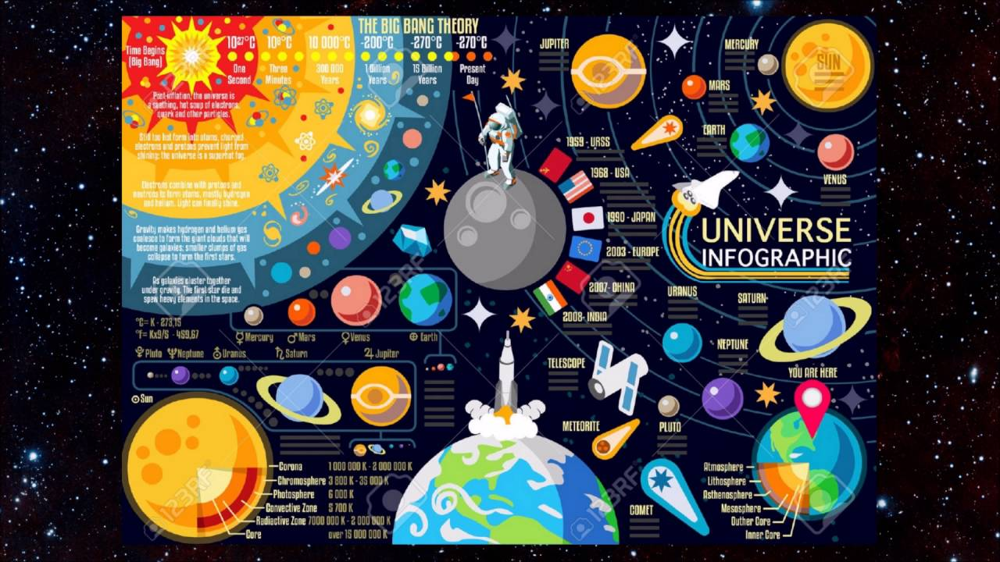 THE BIG BANG THEORY
Time Begins
(Big Bang)
10²⁷°C
10⁸°C
10 000°C
-200°C
-270°C
-270°C
One
Second
Three
Minutes
300 000
Years
1 Billion
Years
15 Billion
Years
Present
Day
Post-inflation, the universe is
a seething, hot soup of electrons,
quark and other particles.
Still too hot form into atoms, charged
electrons and protons prevent light from
shining: the universe is a superhot fog.
Electrons combine with protons and
neutrons to form atoms, mostly hydrogen
and helium. Light can finally shine.
Gravity makes hydrogen and helium gas
coalesce to form the giant clouds that will
become galaxies; smaller clumps of gas
collapse to form the first stars.
As galaxies cluster together
under gravity. The first star die and
spew heavy elements in the space.
°C= K - 273,15
°F= Kx9/5 - 459,67
☿Mercury
♂Mars
♀Venus
⊕ Earth
Pluto
Neptune
Uranus
♄ Saturn
♃ Jupiter
☉Sun
Corona 1 000 000 K - 2 000 000 K
Chromosphere 3 800 K - 35 000 K
Photosphere 6 000 K
Convective Zone 5 700 K
Radiactive Zone 7000 000 K - 2 000 000 K
Core over 15 000 000 K
JUPITER
MERCURY
SUN
MARS
EARTH
VENUS
1959 - URSS
1968 - USA
1990 - JAPAN
2003 - EUROPE
2007- CHINA
2008- INDIA
UNIVERSE
INFOGRAPHIC
URANUS
SATURN
NEPTUNE
YOU ARE HERE
TELESCOPE
METEORITE
PLUTO
COMET
Atmosphere
Lithosphere
Asthenosphere
Mesosphere
Outher Core
Inner Core
123RF